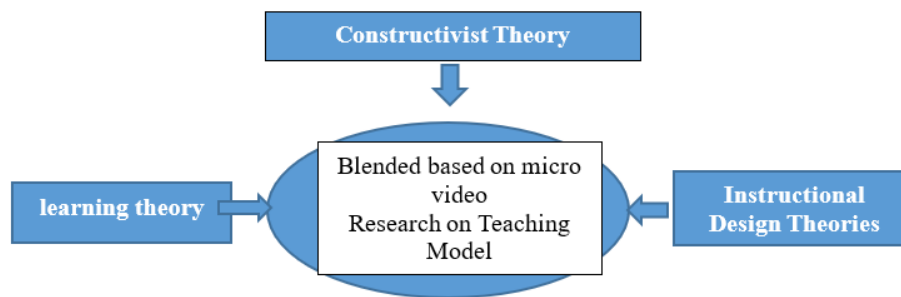 Constructivist Theory
Blended based on micro
video
Research on Teaching
Model
learning theory
Instructional
Design Theories